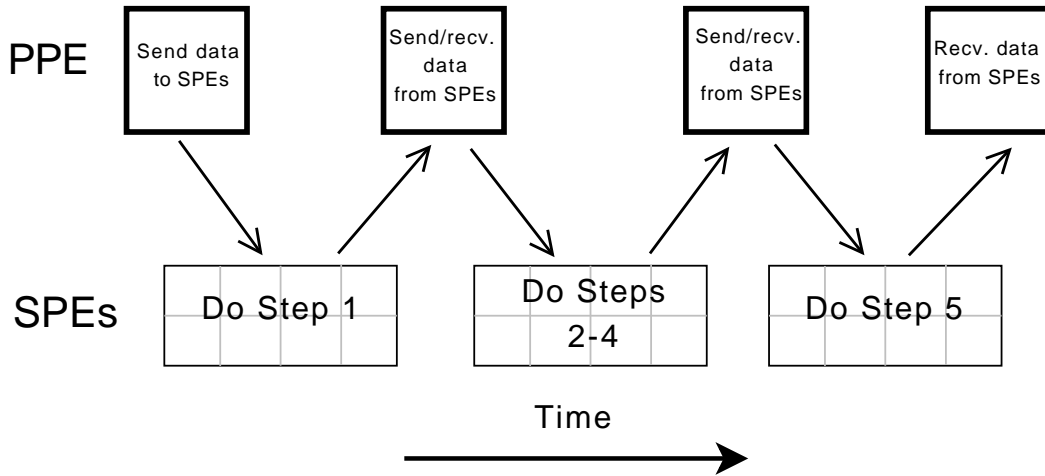 PPE
Send data
to SPEs
Send/recv.
data
from SPEs
Send/recv.
data
from SPEs
Recv. data
from SPEs
SPEs
Do Step 1
Do Steps
2-4
Do Step 5
Time